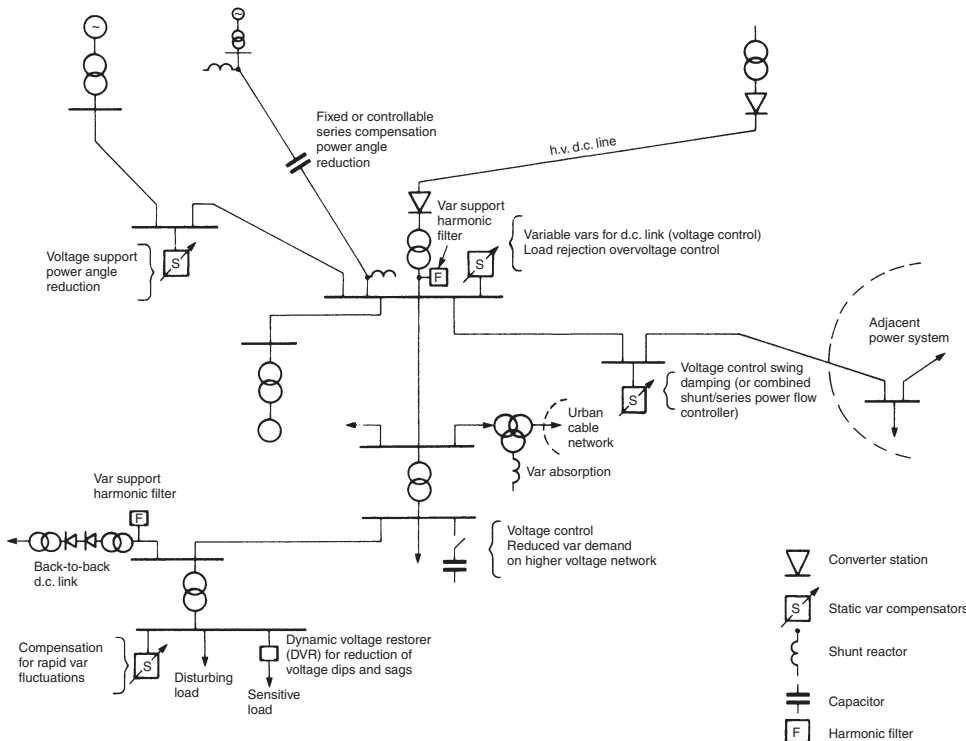 ~
~
Fixed or controllable
series compensation
power angle
reduction
h.v. d.c. line
Var support
harmonic
filter
F
S
Variable vars for d.c. link (voltage control)
Load rejection overvoltage control
Voltage support
power angle
reduction
S
Adjacent
power system
S
Voltage control swing
damping (or combined
shunt/series power flow
controller)
Urban
cable
network
Var absorption
Var support
harmonic filter
F
Back-to-back
d.c. link
Voltage control
Reduced var demand
on higher voltage network
Compensation
for rapid var
fluctuations
S
Disturbing
load
Dynamic voltage restorer
(DVR) for reduction of
voltage dips and sags
Sensitive
load
Converter station
S
Static var compensators
Shunt reactor
Capacitor
F
Harmonic filter